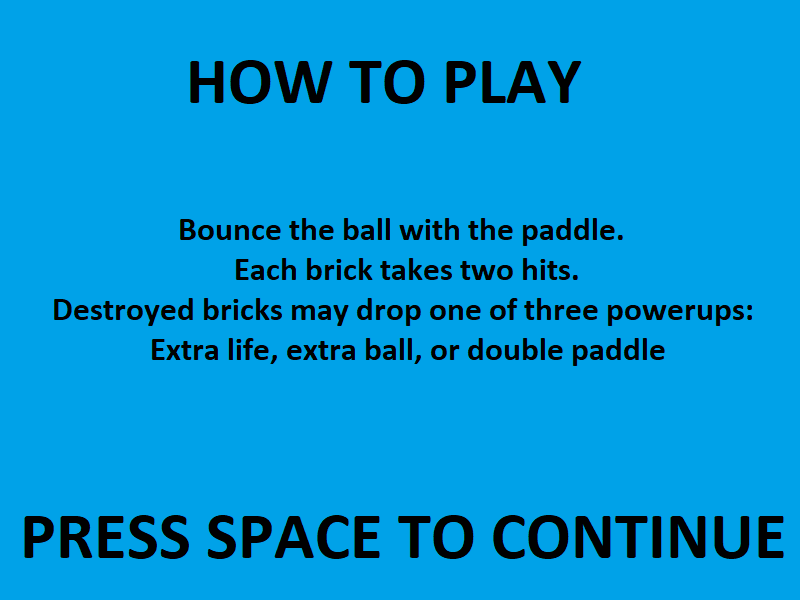 HOW TO PLAY
Bounce the ball with the paddle.
Each brick takes two hits.
Destroyed bricks may drop one of three powerups:
Extra life, extra ball, or double paddle
PRESS SPACE TO CONTINUE